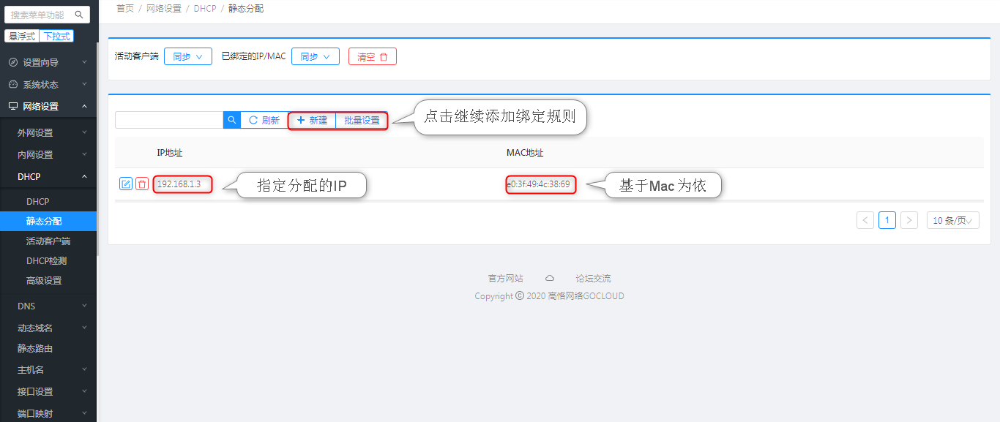 搜索菜单功能
悬浮式 下拉式
设置向导
系统状态
网络设置
外网设置
内网设置
DHCP
DHCP
静态分配
活动客户端
DHCP检测
高级设置
DNS
动态域名
静态路由
主机名
接口设置
端口映射
首页 / 网络设置 / DHCP / 静态分配
活动客户端 同步 已绑定的IP/MAC 同步 清空
刷新 + 新建 批量设置
点击继续添加绑定规则
IP地址 MAC地址
192.168.1.3 指定分配的IP e0:3f:49:4c:38:69 基于Mac为依
< 1 > 10 条/页
官方网站 论坛交流
Copyright © 2020 高恪网络GOCLOUD